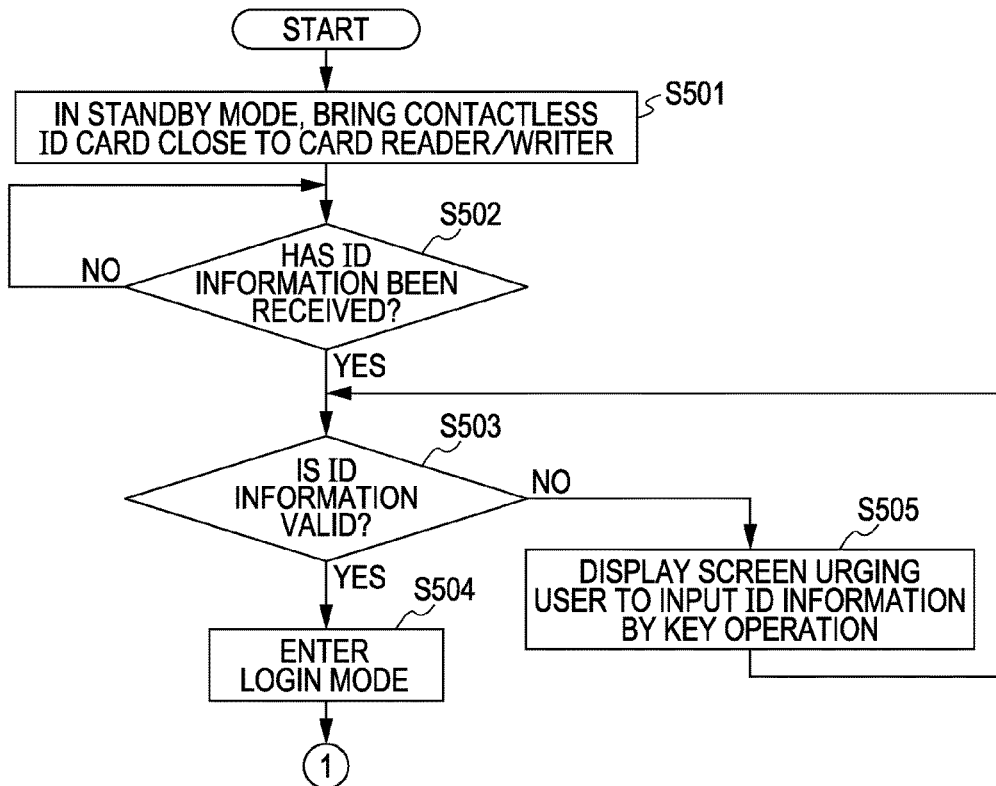 START
S501
IN STANDBY MODE, BRING CONTACTLESS
ID CARD CLOSE TO CARD READER/WRITER
S502
HAS ID
INFORMATION BEEN
RECEIVED?
NO
YES
S503
IS ID
INFORMATION
VALID?
NO
YES
S505
DISPLAY SCREEN URGING
USER TO INPUT ID INFORMATION
BY KEY OPERATION
S504
ENTER
LOGIN MODE
1